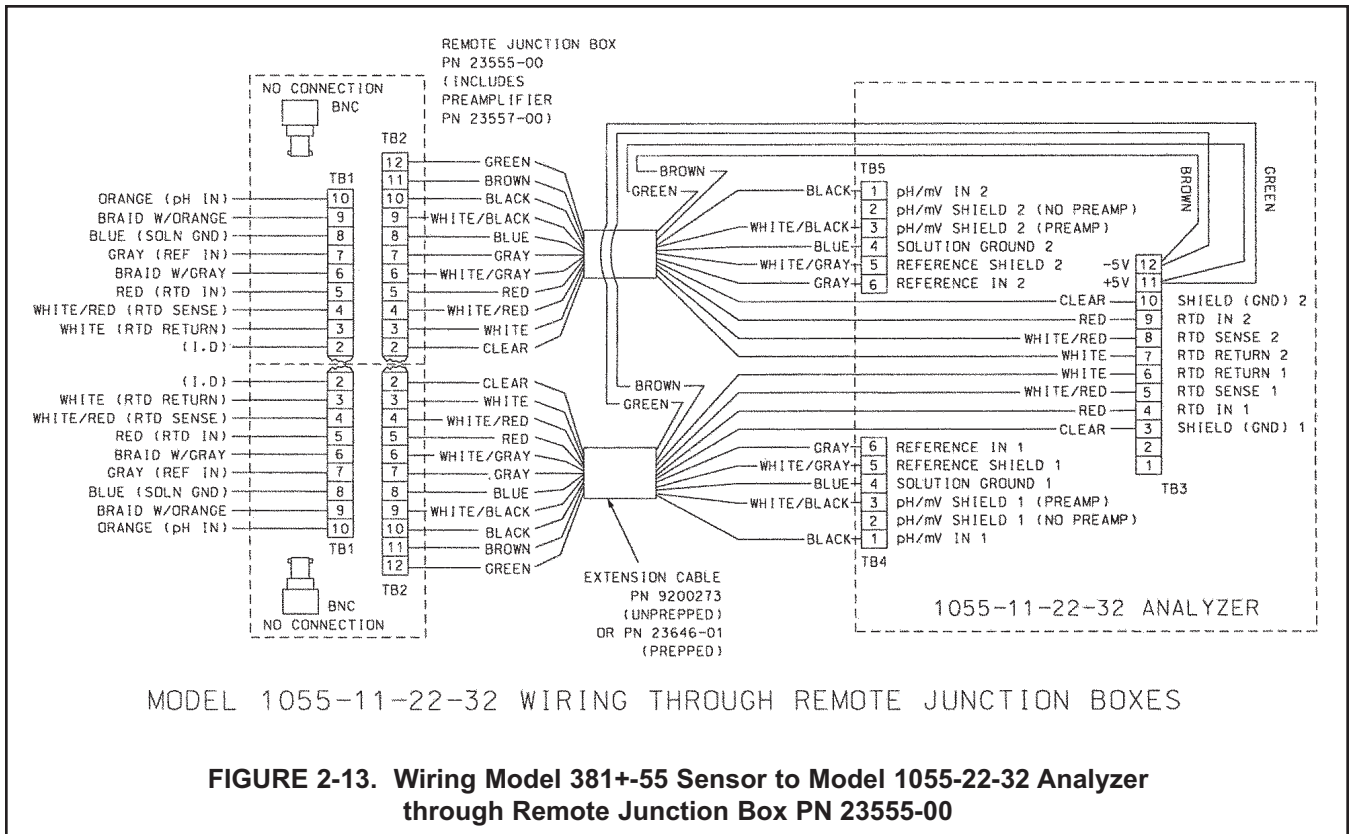 REMOTE JUNCTION BOX
PN 23555-00
(INCLUDES
PREAMPLIFIER
PN 23557-00)
NO CONNECTION
BNC
TB2
TB1
ORANGE (pH IN)
BRAID W/ORANGE
BLUE (SOLN GND)
GRAY (REF IN)
BRAID W/GRAY
RED (RTD IN)
WHITE/RED (RTD SENSE)
WHITE (RTD RETURN)
(I.D)
10
9
8
7
6
5
4
3
2
12
11
10
9
8
7
6
5
4
3
2
GREEN
BROWN
BLACK
WHITE/BLACK
BLUE
GRAY
WHITE/GRAY
RED
WHITE/RED
WHITE
CLEAR
(I.D)
WHITE (RTD RETURN)
WHITE/RED (RTD SENSE)
RED (RTD IN)
BRAID W/GRAY
GRAY (REF IN)
BLUE (SOLN GND)
BRAID W/ORANGE
ORANGE (pH IN)
2
3
4
5
6
7
8
9
10
TB1
2
3
4
5
6
7
8
9
10
11
12
TB2
CLEAR
WHITE
WHITE/RED
RED
WHITE/GRAY
GRAY
BLUE
WHITE/BLACK
BLACK
BROWN
GREEN
BNC
NO CONNECTION
BROWN
GREEN
BROWN
GREEN
EXTENSION CABLE
PN 9200273
(UNPREPPED)
OR PN 23646-01
(PREPPED)
TB5
BLACK 1 pH/mV IN 2
2 pH/mV SHIELD 2 (NO PREAMP)
WHITE/BLACK 3 pH/mV SHIELD 2 (PREAMP)
BLUE 4 SOLUTION GROUND 2
WHITE/GRAY 5 REFERENCE SHIELD 2
GRAY 6 REFERENCE IN 2
BROWN
GREEN
-5V 12
+5V 11
CLEAR 10 SHIELD (GND) 2
RED 9 RTD IN 2
WHITE/RED 8 RTD SENSE 2
WHITE 7 RTD RETURN 2
WHITE 6 RTD RETURN 1
WHITE/RED 5 RTD SENSE 1
RED 4 RTD IN 1
CLEAR 3 SHIELD (GND) 1
2
1
TB3
GRAY 6 REFERENCE IN 1
WHITE/GRAY 5 REFERENCE SHIELD 1
BLUE 4 SOLUTION GROUND 1
WHITE/BLACK 3 pH/mV SHIELD 1 (PREAMP)
2 pH/mV SHIELD 1 (NO PREAMP)
BLACK 1 pH/mV IN 1
TB4
1055-11-22-32 ANALYZER
MODEL 1055-11-22-32 WIRING THROUGH REMOTE JUNCTION BOXES
FIGURE 2-13. Wiring Model 381+-55 Sensor to Model 1055-22-32 Analyzer
through Remote Junction Box PN 23555-00